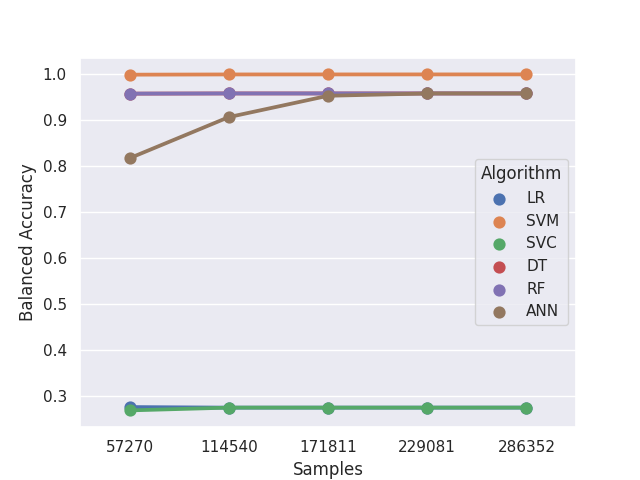 1.0
0.9
0.8
0.7
0.6
0.5
0.4
0.3
Balanced Accuracy
Algorithm
LR
SVM
SVC
DT
RF
ANN
57270 114540 171811 229081 286352
Samples